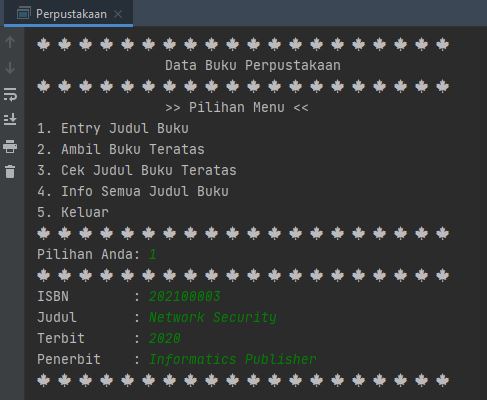 Perpustakaan
Data Buku Perpustakaan
>> Pilihan Menu <<
1. Entry Judul Buku
2. Ambil Buku Teratas
3. Cek Judul Buku Teratas
4. Info Semua Judul Buku
5. Keluar
Pilihan Anda: 1
ISBN : 202100003
Judul : Network Security
Terbit : 2020
Penerbit : Informatics Publisher